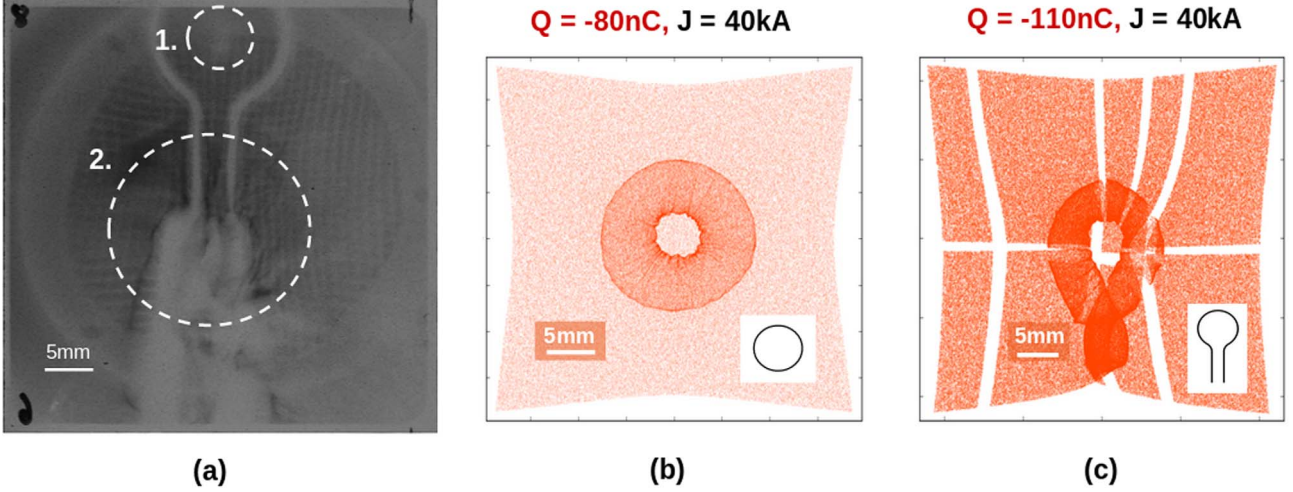 Q = -80nC, J = 40kA
Q = -110nC, J = 40kA
1.
2.
5mm
5mm
5mm
(a)
(b)
(c)